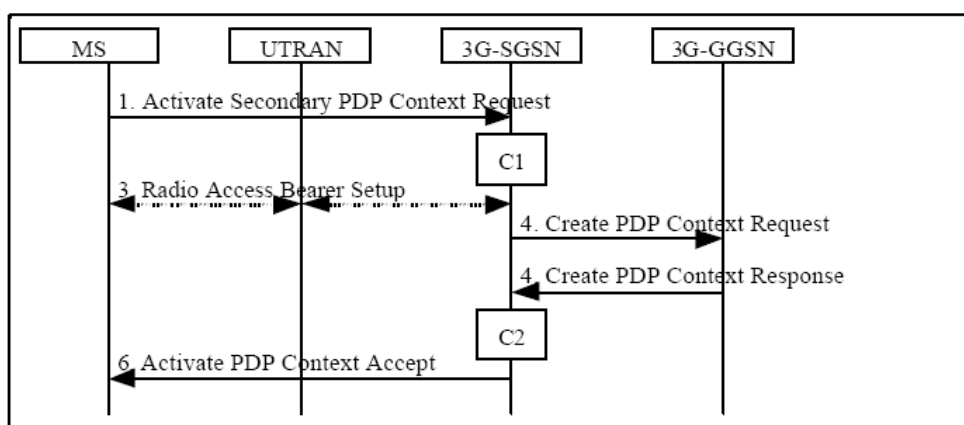 MS UTRAN 3G-SGSN 3G-GGSN
1. Activate Secondary PDP Context Request
C1
3. Radio Access Bearer Setup
4. Create PDP Context Request
4. Create PDP Context Response
C2
6. Activate PDP Context Accept